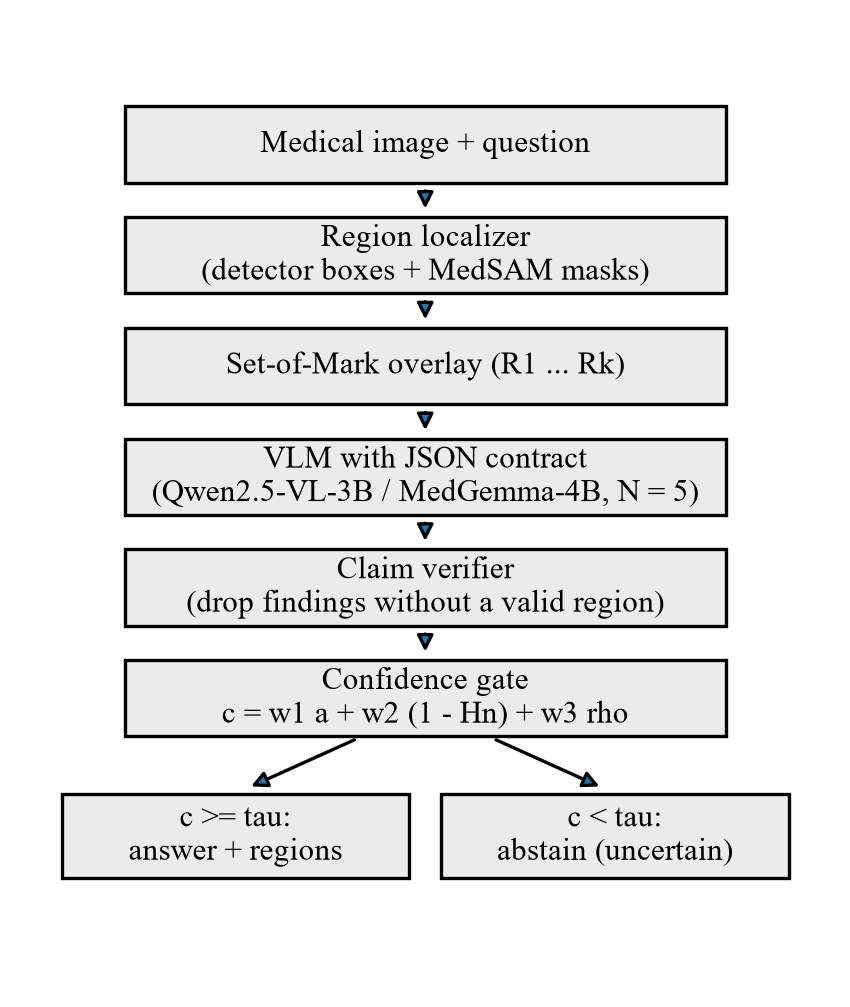 Medical image + question
Region localizer
(detector boxes + MedSAM masks)
Set-of-Mark overlay (R1 ... Rk)
VLM with JSON contract
(Qwen2.5-VL-3B / MedGemma-4B, N = 5)
Claim verifier
(drop findings without a valid region)
Confidence gate
c = w1 a + w2 (1 - Hn) + w3 rho
c >= tau:
answer + regions
c < tau:
abstain (uncertain)